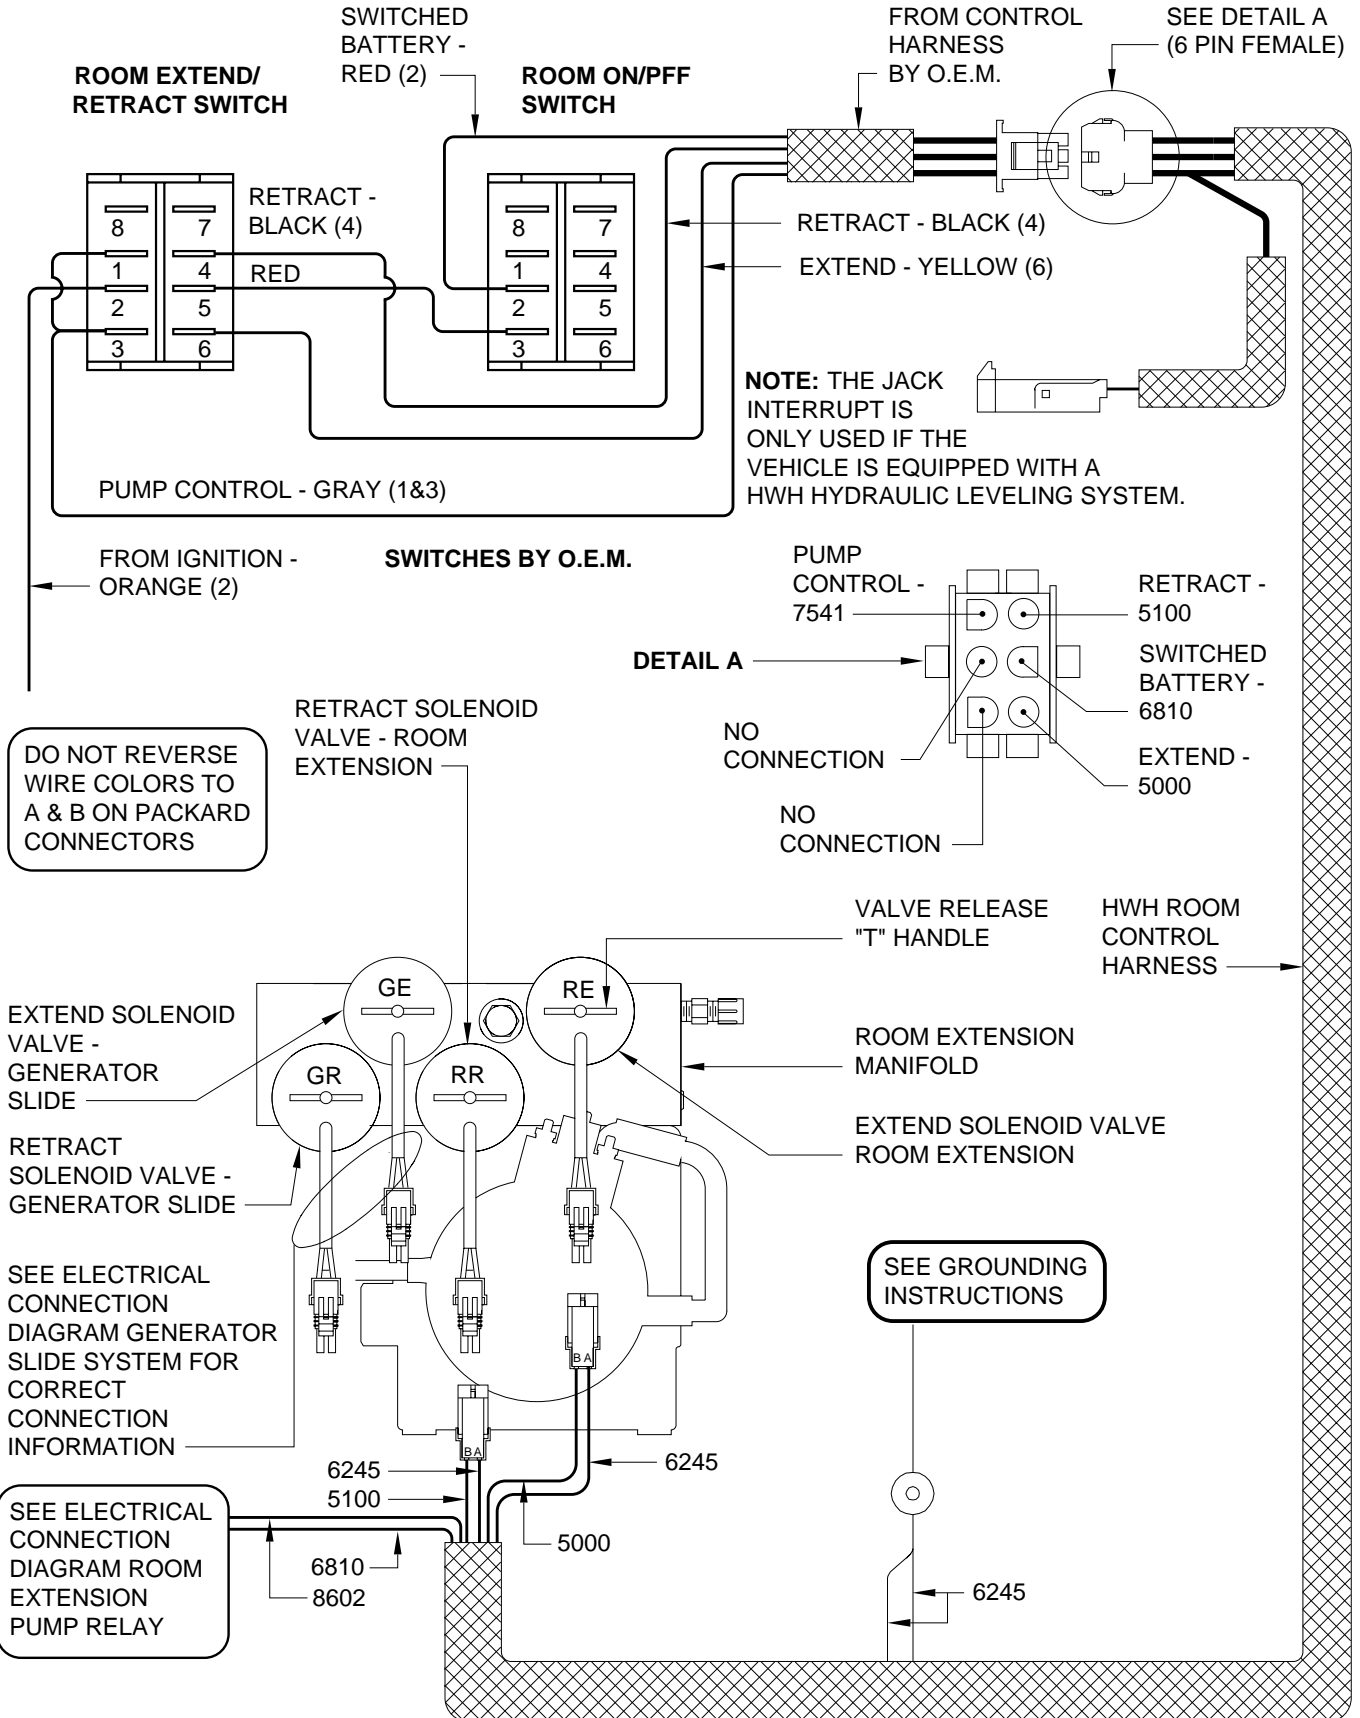 SWITCHED
BATTERY -
RED (2)
FROM CONTROL
HARNESS
BY O.E.M.
SEE DETAIL A
(6 PIN FEMALE)
ROOM EXTEND/
RETRACT SWITCH
ROOM ON/PFF
SWITCH
RETRACT -
BLACK (4)
RED
8 7
1 4
2 5
3 6
8 7
1 4
2 5
3 6
RETRACT - BLACK (4)
EXTEND - YELLOW (6)
NOTE: THE JACK
INTERRUPT IS
ONLY USED IF THE
VEHICLE IS EQUIPPED WITH A
HWH HYDRAULIC LEVELING SYSTEM.
PUMP CONTROL - GRAY (1&3)
FROM IGNITION -
ORANGE (2)
SWITCHES BY O.E.M.
PUMP
CONTROL -
7541
RETRACT -
5100
DETAIL A
SWITCHED
BATTERY -
6810
NO
CONNECTION
EXTEND -
5000
NO
CONNECTION
DO NOT REVERSE
WIRE COLORS TO
A & B ON PACKARD
CONNECTORS
RETRACT SOLENOID
VALVE - ROOM
EXTENSION
VALVE RELEASE
"T" HANDLE
HWH ROOM
CONTROL
HARNESS
GE
RE
GR
RR
EXTEND SOLENOID
VALVE -
GENERATOR
SLIDE
ROOM EXTENSION
MANIFOLD
RETRACT
SOLENOID VALVE -
GENERATOR SLIDE
EXTEND SOLENOID VALVE
ROOM EXTENSION
SEE ELECTRICAL
CONNECTION
DIAGRAM GENERATOR
SLIDE SYSTEM FOR
CORRECT
CONNECTION
INFORMATION
SEE GROUNDING
INSTRUCTIONS
B A
B A
6245
5100
6245
5000
SEE ELECTRICAL
CONNECTION
DIAGRAM ROOM
EXTENSION
PUMP RELAY
6810
8602
6245